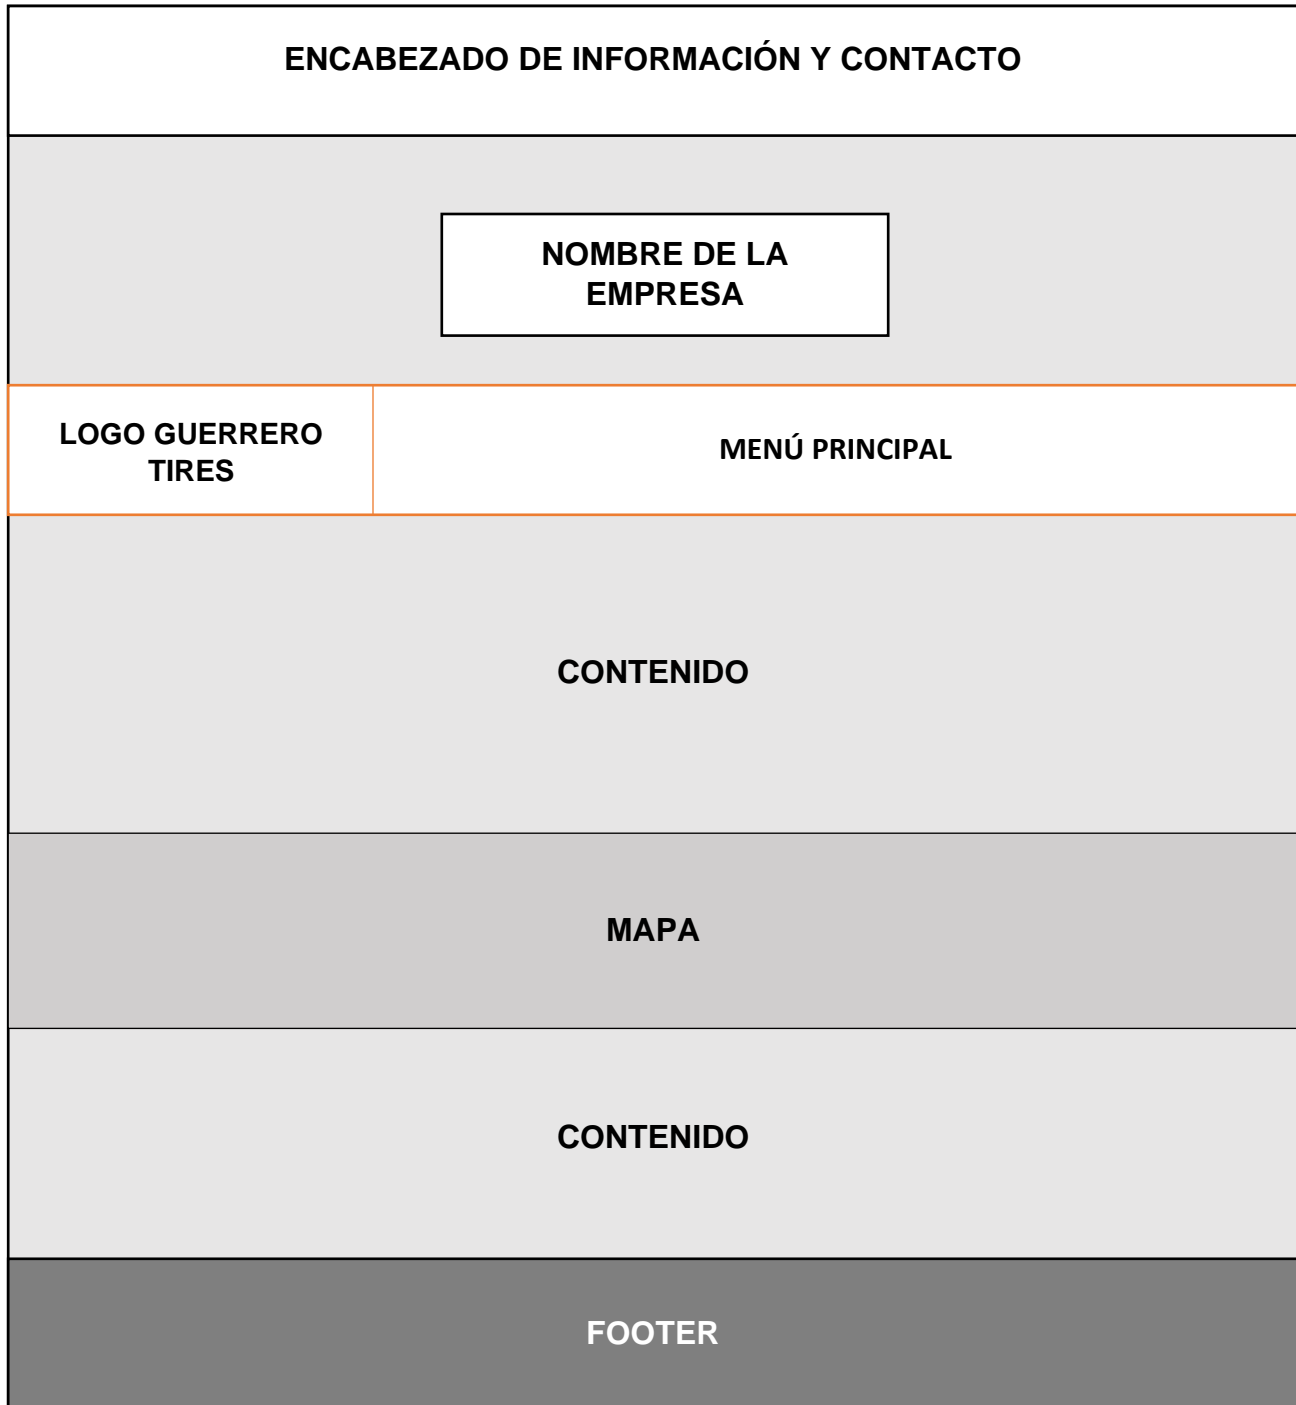 ENCABEZADO DE INFORMACIÓN Y CONTACTO
NOMBRE DE LA
EMPRESA
LOGO GUERRERO
TIRES
MENÚ PRINCIPAL
CONTENIDO
MAPA
CONTENIDO
FOOTER